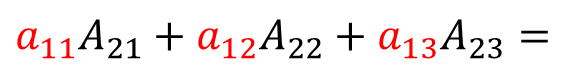 a₁₁A₂₁ + a₁₂A₂₂ + a₁₃A₂₃ =